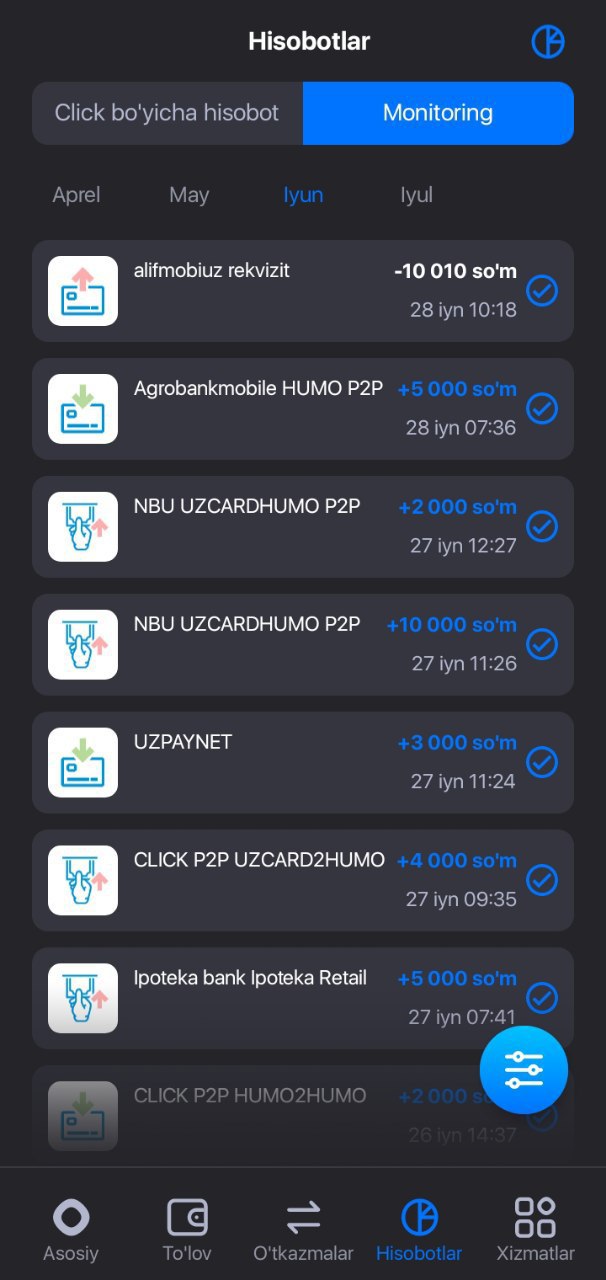 Hisobotlar
Click bo'yicha hisobot Monitoring
Aprel May Iyun Iyul
alifmobiuz rekvizit -10 010 so'm
28 iyn 10:18
Agrobankmobile HUMO P2P +5 000 so'm
28 iyn 07:36
NBU UZCARDHUMO P2P +2 000 so'm
27 iyn 12:27
NBU UZCARDHUMO P2P +10 000 so'm
27 iyn 11:26
UZPAYNET +3 000 so'm
27 iyn 11:24
CLICK P2P UZCARD2HUMO +4 000 so'm
27 iyn 09:35
Ipoteka bank Ipoteka Retail +5 000 so'm
27 iyn 07:41
CLICK P2P HUMO2HUMO +2 000
26 iyn 14:37
Asosiy To'lov O'tkazmalar Hisobotlar Xizmatlar